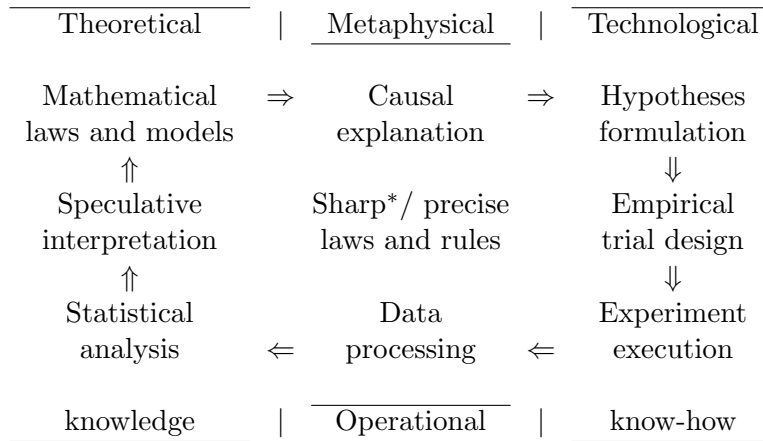 Theoretical | Metaphysical | Technological
Mathematical ⇒ Causal ⇒ Hypotheses
laws and models explanation formulation
⇑ ⇓
Speculative Sharp*/ precise Empirical
interpretation laws and rules trial design
⇑ ⇓
Statistical Data Experiment
analysis ⇐ processing ⇐ execution
knowledge | Operational | know-how